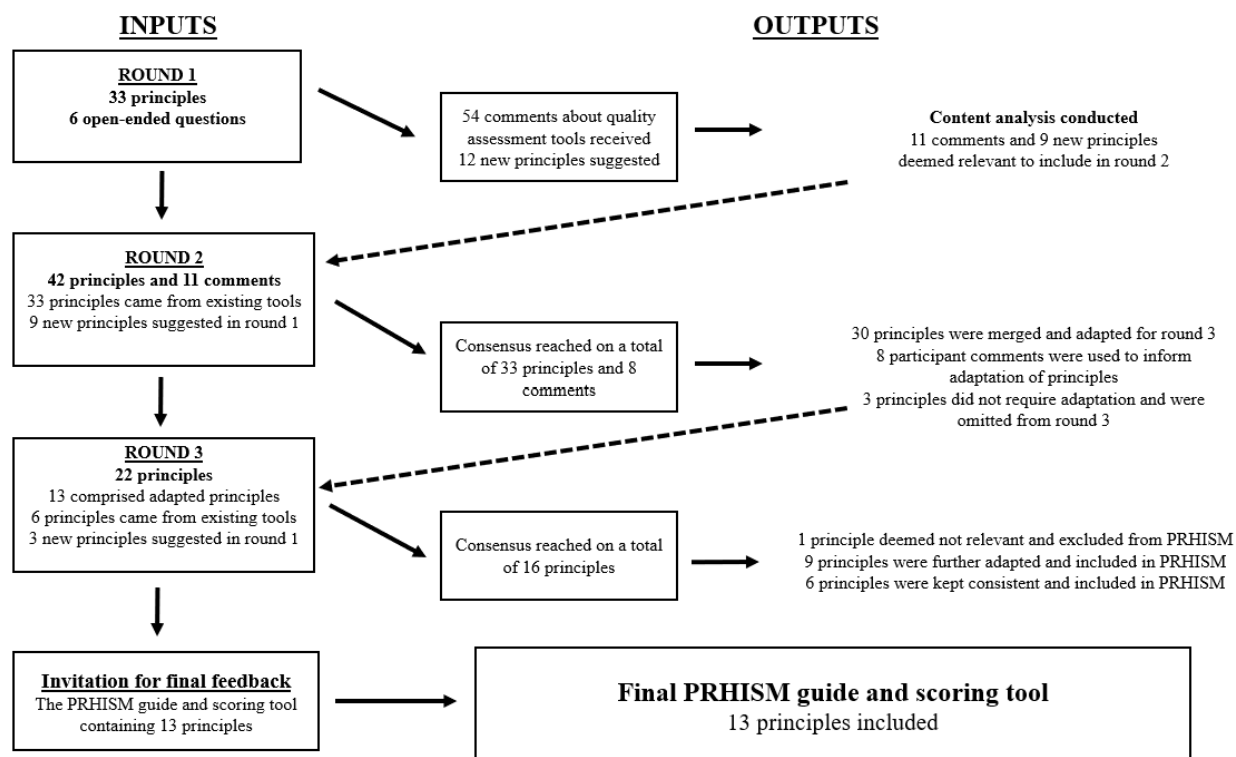 INPUTS
OUTPUTS
ROUND 1
33 principles
6 open-ended questions
54 comments about quality
assessment tools received
12 new principles suggested
Content analysis conducted
11 comments and 9 new principles
deemed relevant to include in round 2
ROUND 2
42 principles and 11 comments
33 principles came from existing tools
9 new principles suggested in round 1
Consensus reached on a total
of 33 principles and 8
comments
30 principles were merged and adapted for round 3
8 participant comments were used to inform
adaptation of principles
3 principles did not require adaptation and were
omitted from round 3
ROUND 3
22 principles
13 comprised adapted principles
6 principles came from existing tools
3 new principles suggested in round 1
Consensus reached on a total
of 16 principles
1 principle deemed not relevant and excluded from PRHISM
9 principles were further adapted and included in PRHISM
6 principles were kept consistent and included in PRHISM
Invitation for final feedback
The PRHISM guide and scoring tool
containing 13 principles
Final PRHISM guide and scoring tool
13 principles included